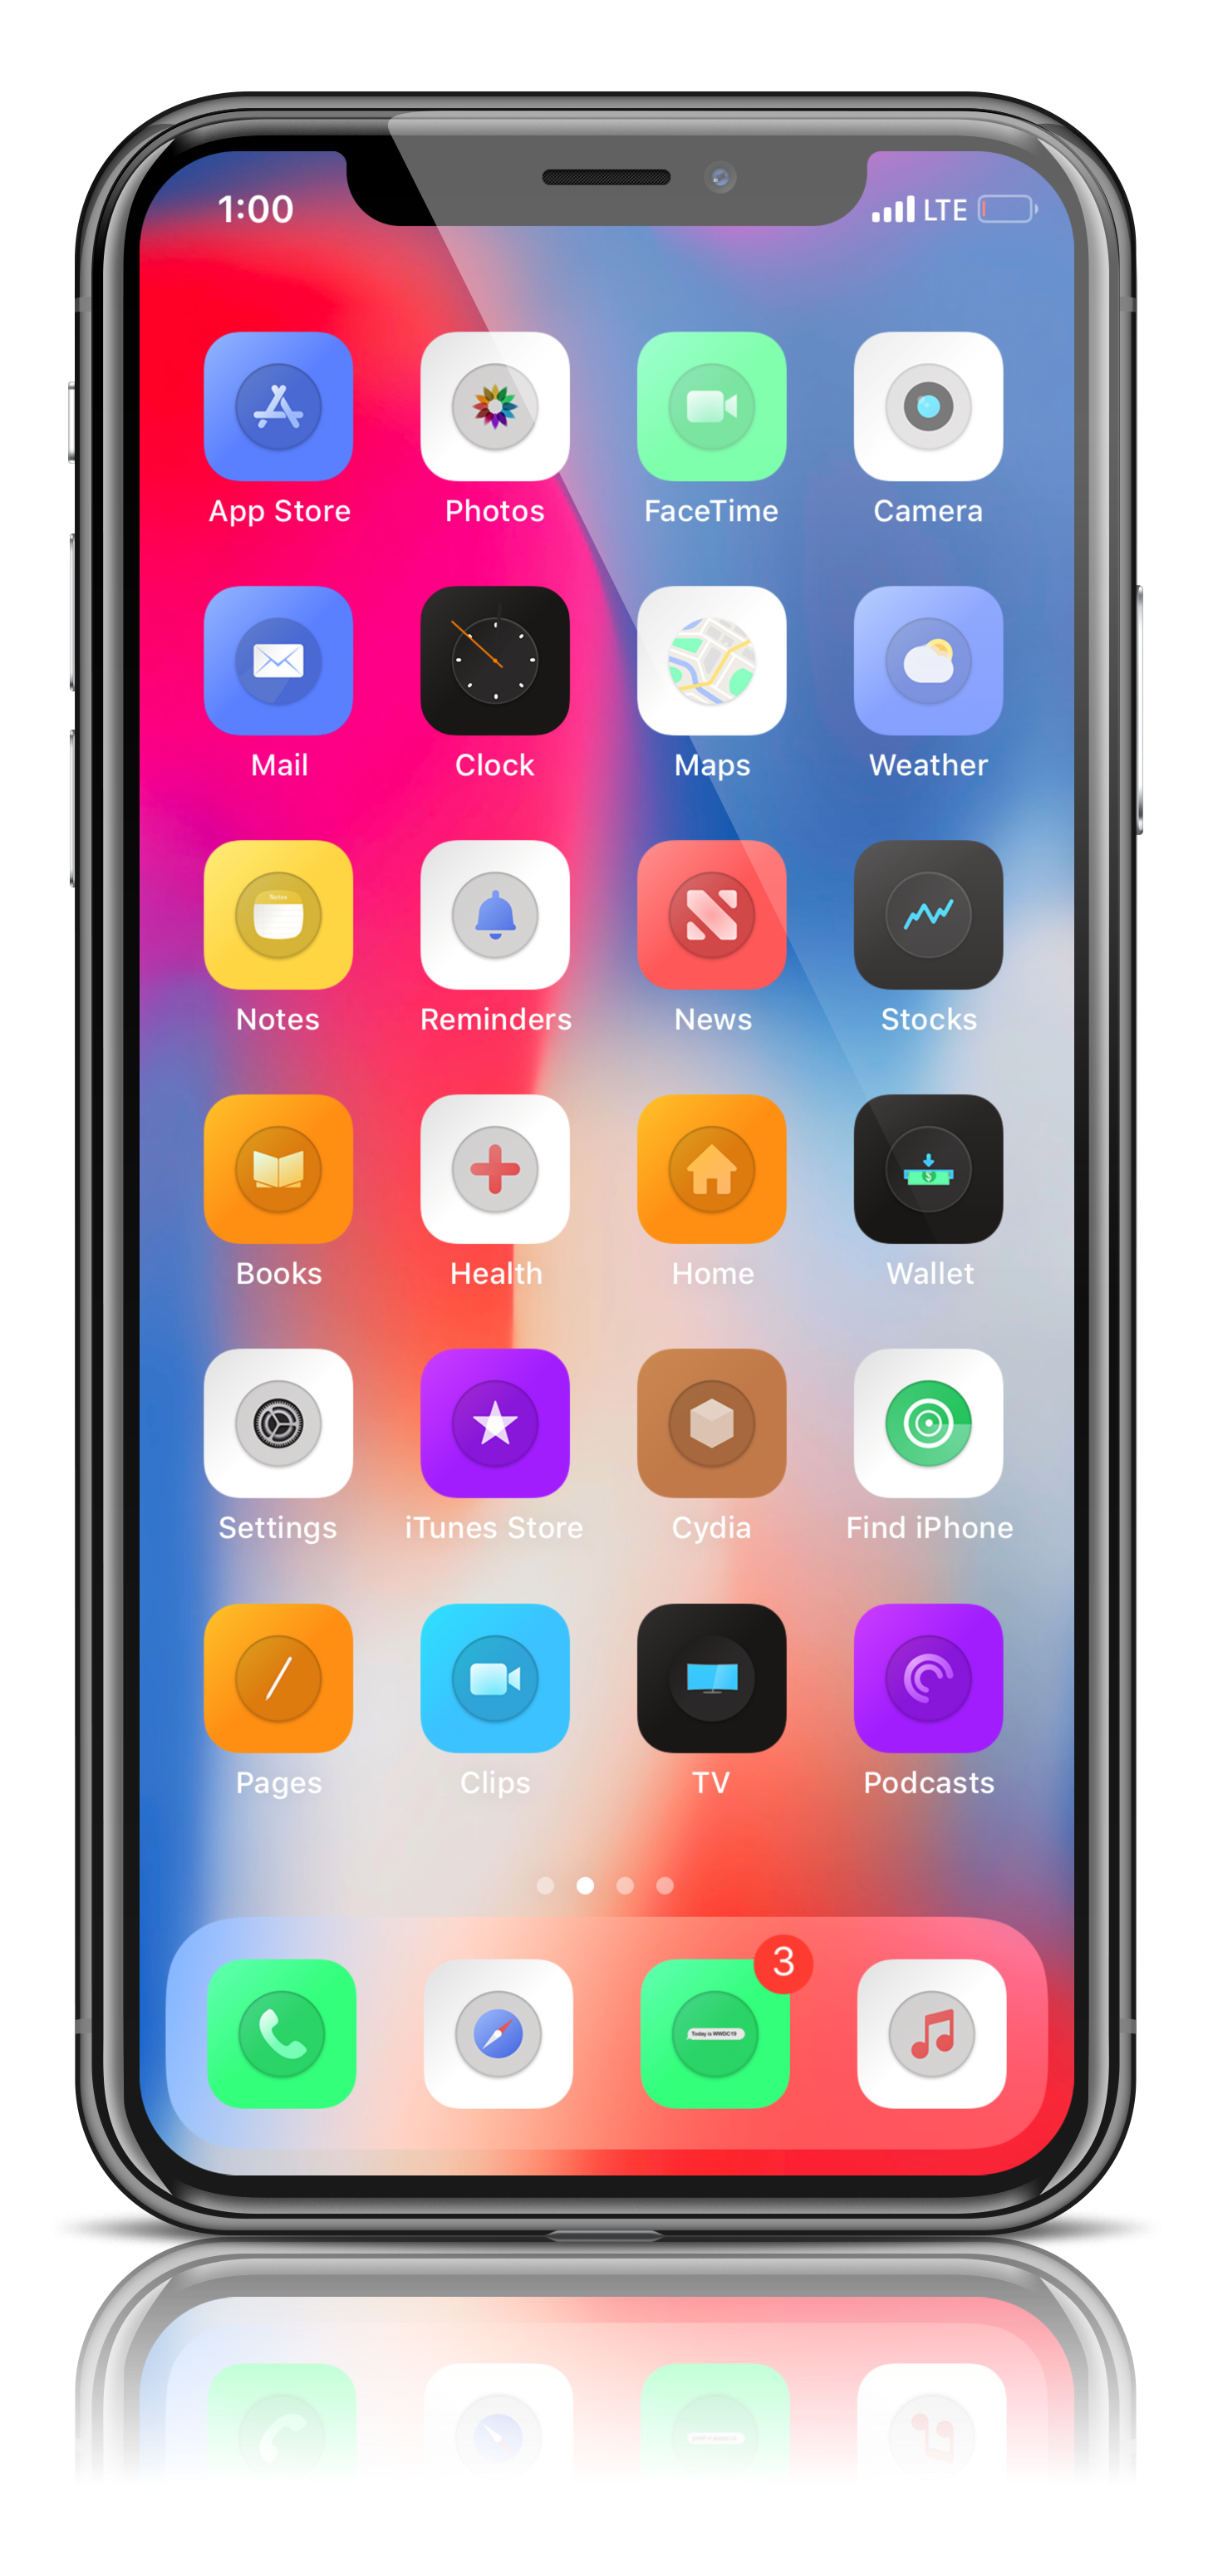 1:00 LTE
App Store Photos FaceTime Camera
Mail Clock Maps Weather
Notes
Notes Reminders News Stocks
$
Books Health Home Wallet
Settings iTunes Store Cydia Find iPhone
Pages Clips TV Podcasts
3
Today is WWDC19